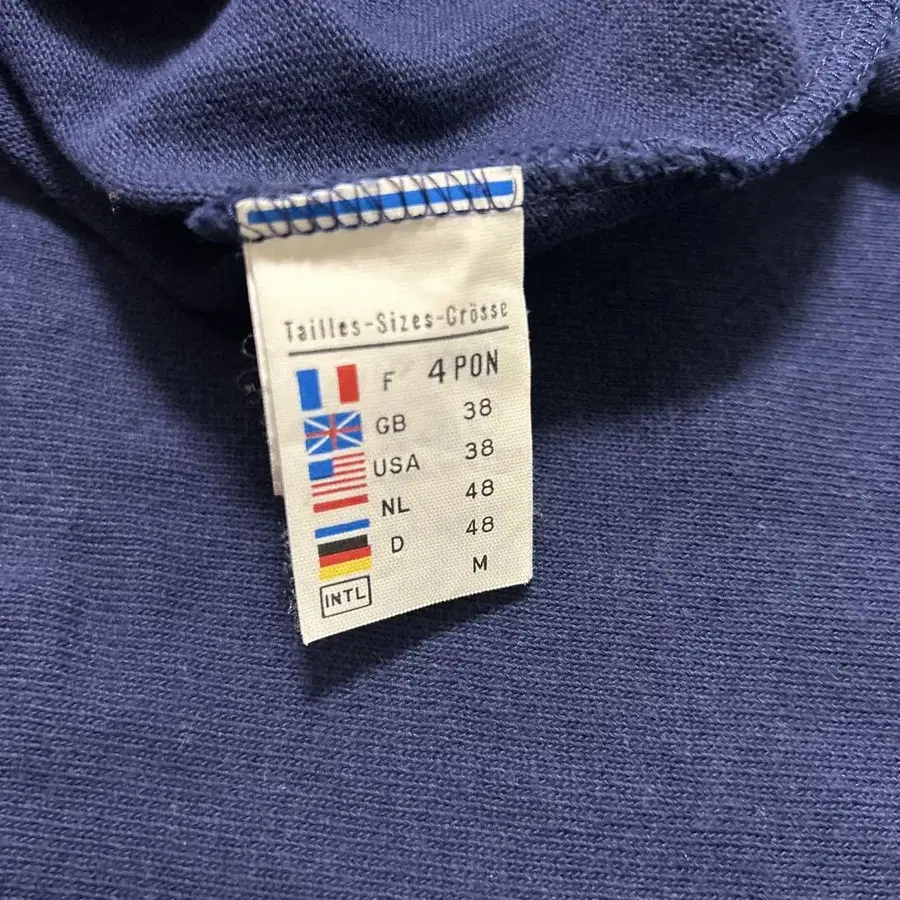 Tailles-Sizes-Grösse
F 4 PON
GB 38
USA 38
NL 48
D 48
INTL M